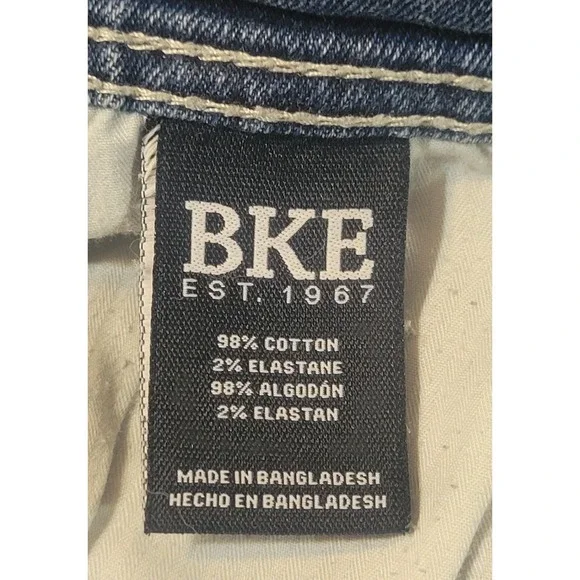 BKE
EST. 1967
98% COTTON
2% ELASTANE
98% ALGODÓN
2% ELASTAN
MADE IN BANGLADESH
HECHO EN BANGLADESH